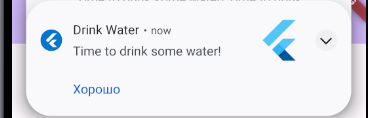 Drink Water • now
Time to drink some water!
Хорошо